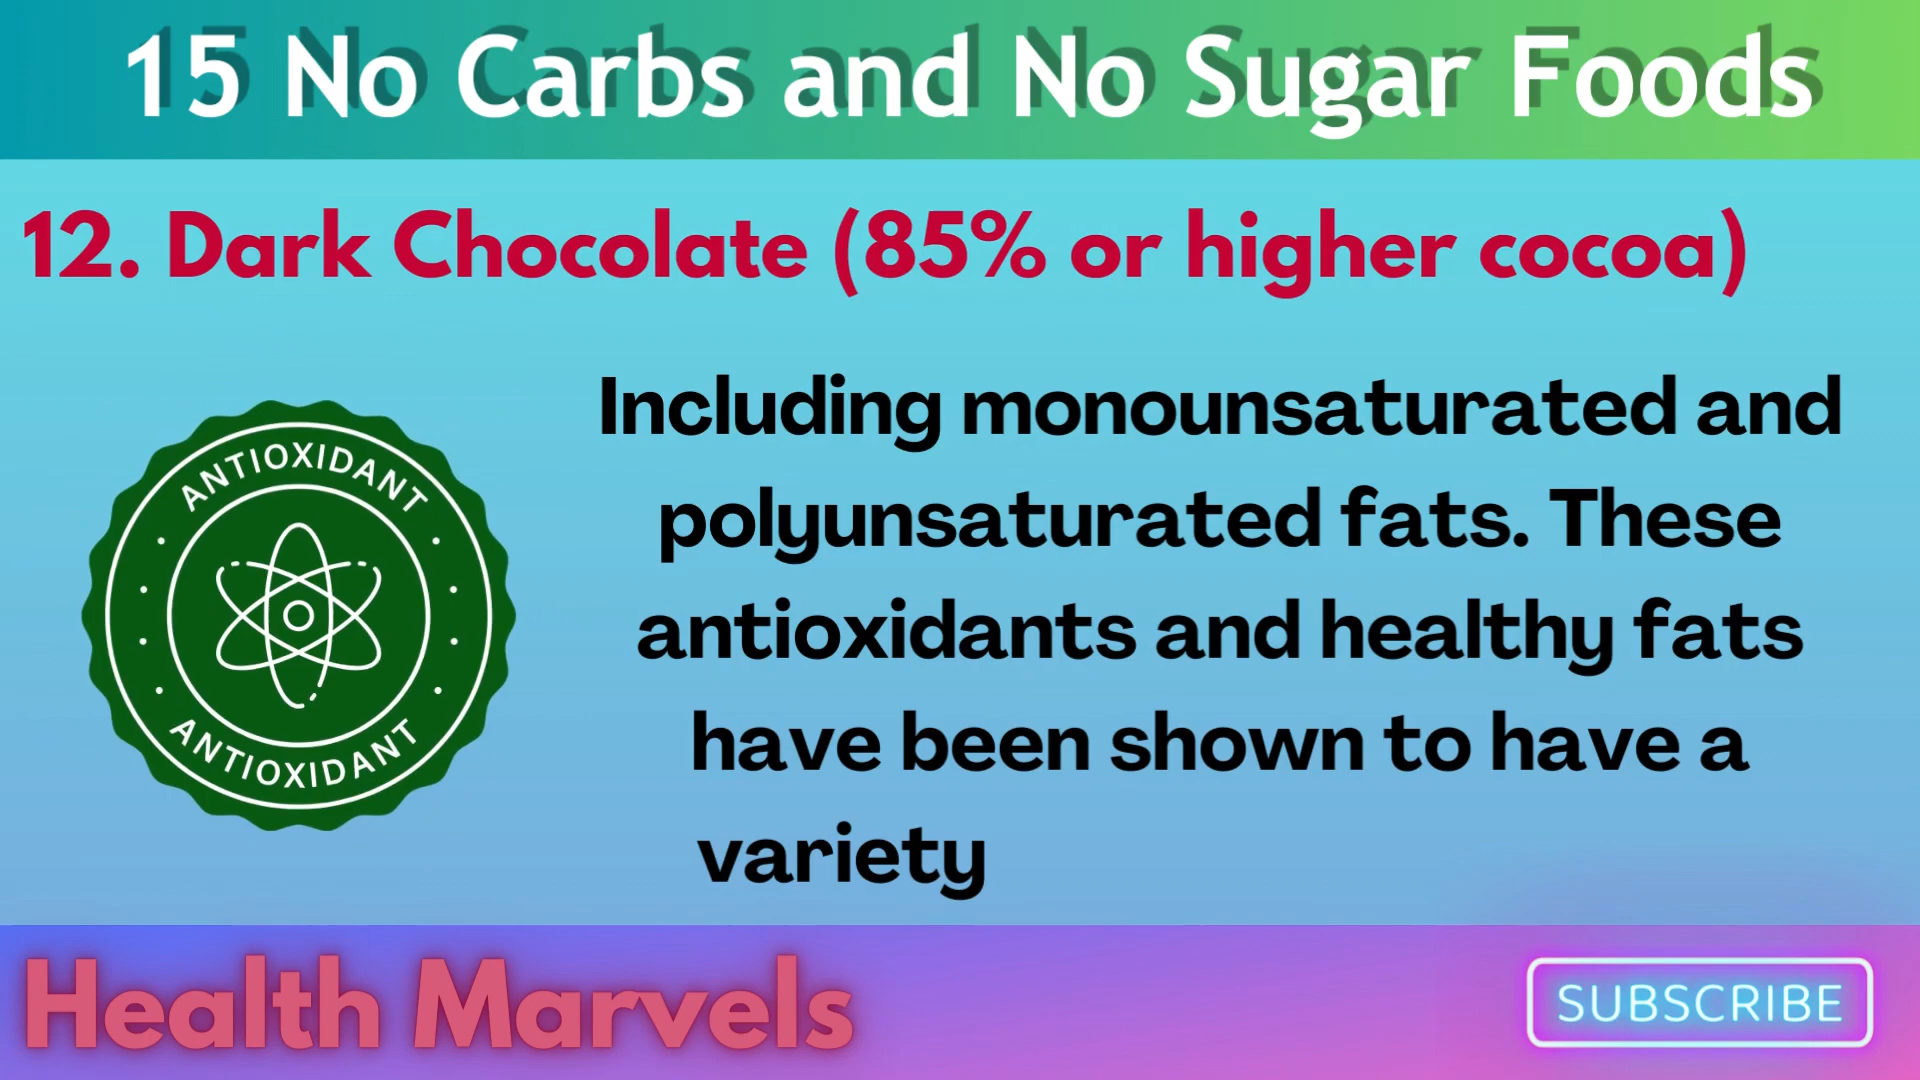 15 No Carbs and No Sugar Foods
12. Dark Chocolate (85% or higher cocoa)
ANTIOXIDANT
ANTIOXIDANT
Including monounsaturated and
polyunsaturated fats. These
antioxidants and healthy fats
have been shown to have a
variety
Health Marvels
SUBSCRIBE